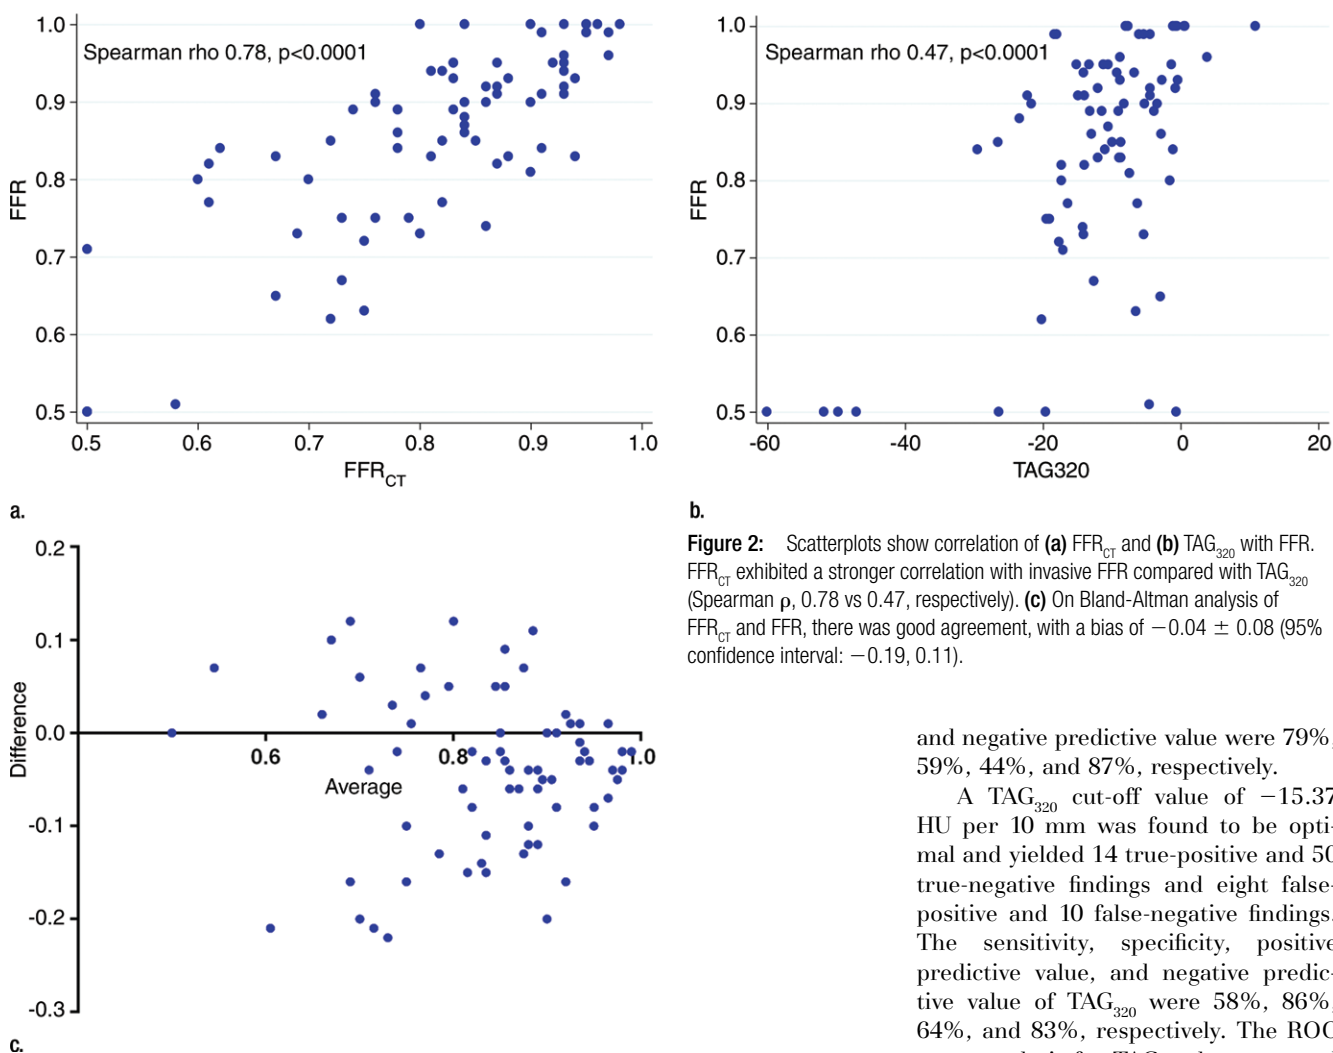 1.0
0.9
0.8
0.7
0.6
0.5
FFR
Spearman rho 0.78, p<0.0001
0.5 0.6 0.7 0.8 0.9 1.0
FFRCT
a.
1.0
0.9
0.8
0.7
0.6
0.5
FFR
Spearman rho 0.47, p<0.0001
-60 -40 -20 0 20
TAG320
b.
0.2
0.1
0.0
-0.1
-0.2
-0.3
Difference
0.6 0.8 1.0
Average
c.
Figure 2: Scatterplots show correlation of (a) FFRCT and (b) TAG320 with FFR.
FFRCT exhibited a stronger correlation with invasive FFR compared with TAG320
(Spearman ρ, 0.78 vs 0.47, respectively). (c) On Bland-Altman analysis of
FFRCT and FFR, there was good agreement, with a bias of −0.04 ± 0.08 (95%
confidence interval: −0.19, 0.11).
and negative predictive value were 79%,
59%, 44%, and 87%, respectively.
A TAG320 cut-off value of −15.37
HU per 10 mm was found to be opti-
mal and yielded 14 true-positive and 50
true-negative findings and eight false-
positive and 10 false-negative findings.
The sensitivity, specificity, positive
predictive value, and negative predic-
tive value of TAG320 were 58%, 86%,
64%, and 83%, respectively. The ROC